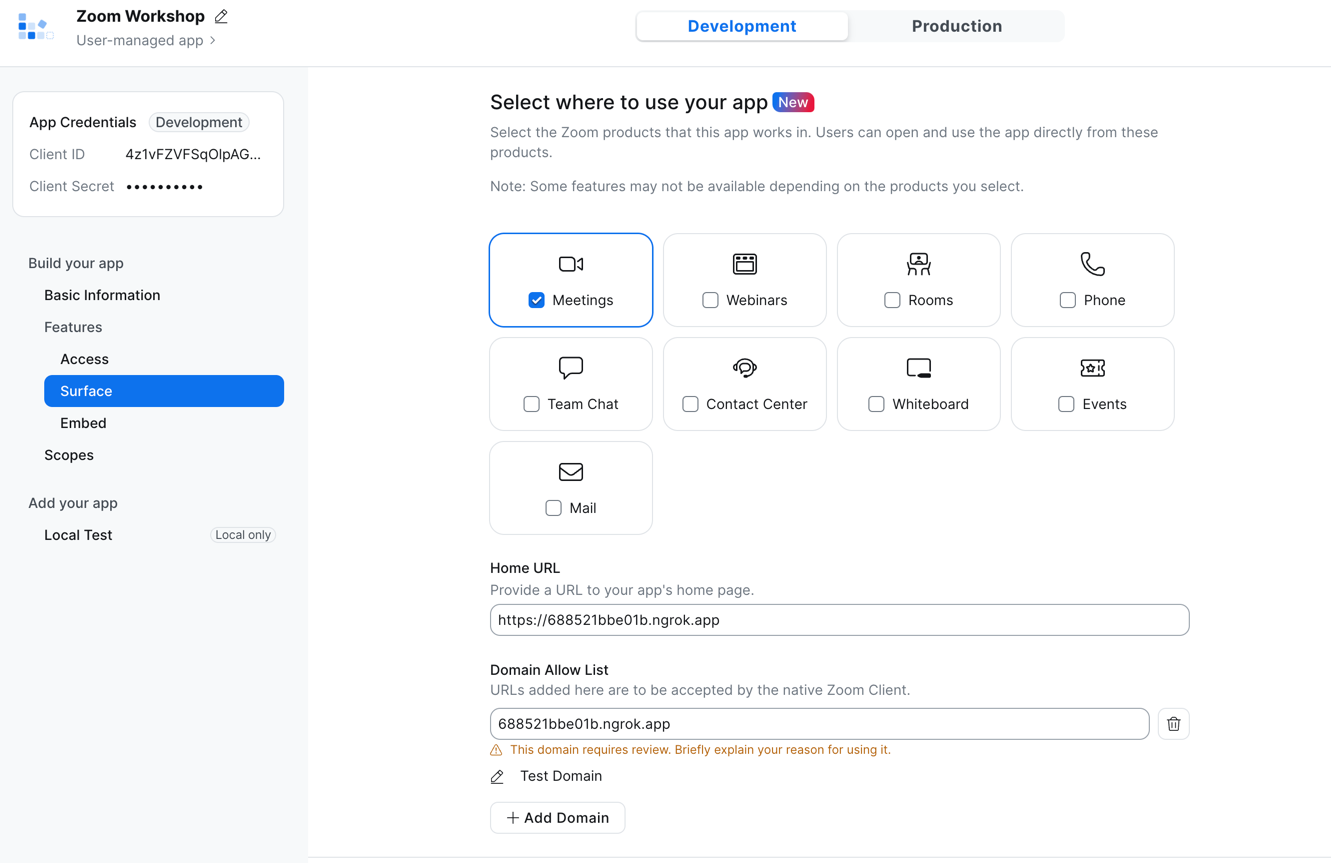 Zoom Workshop
User-managed app
Development
Production
App Credentials Development
Client ID 4z1vFZVFSqOlpAG...
Client Secret ••••••••••
Build your app
Basic Information
Features
Access
Surface
Embed
Scopes
Add your app
Local Test Local only
Select where to use your app New
Select the Zoom products that this app works in. Users can open and use the app directly from these
products.
Note: Some features may not be available depending on the products you select.
Meetings
Webinars
Rooms
Phone
Team Chat
Contact Center
Whiteboard
Events
Mail
Home URL
Provide a URL to your app's home page.
https://688521bbe01b.ngrok.app
Domain Allow List
URLs added here are to be accepted by the native Zoom Client.
688521bbe01b.ngrok.app
This domain requires review. Briefly explain your reason for using it.
Test Domain
+ Add Domain